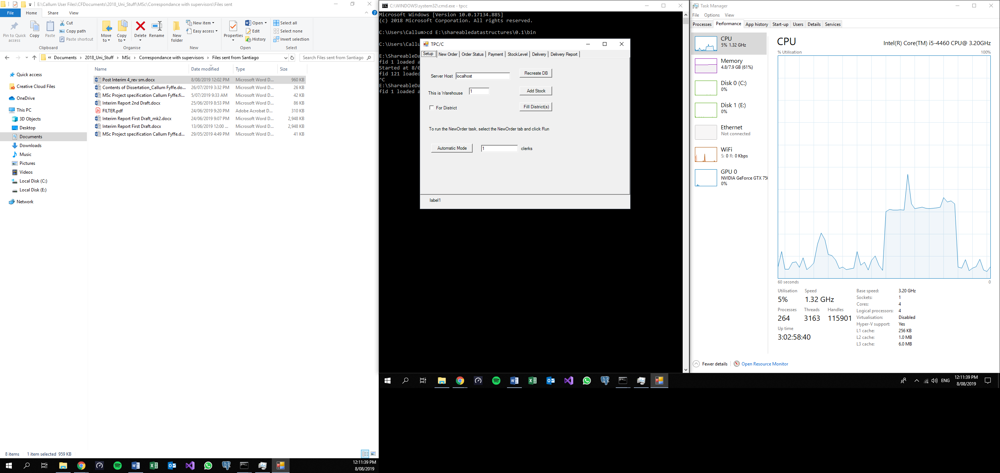 E:\Callum User Files\CFDocuments\2018_Uni_Stuff\MSc\Correspondance with supervisors\Files sent
File Home Share View
Pin to Quick access
Copy
Paste
Cut
Copy path
Paste shortcut
Clipboard
Move to
Copy to
Delete
Rename
Organise
New folder
New item
Easy access
New
Properties
Open
Edit
History
Open
Select all
Select none
Invert selection
Select
« Documents > 2018_Uni_Stuff > MSc > Correspondance with supervisors > Files sent from Santiago
Search Files sent from Santiago
Quick access
Creative Cloud Files
OneDrive
This PC
3D Objects
Desktop
Documents
Downloads
Music
Pictures
Videos
Local Disk (C:)
Local Disk (E:)
Network
Name Date modified Type Size
Post Interim 4_rev sm.docx 8/08/2019 12:02 PM Microsoft Word D... 960 KB
Contents of Dissertation_Callum Fyffe.do... 26/07/2019 3:32 PM Microsoft Word D... 26 KB
MSc Project specification Callum Fyffe.fi... 5/07/2019 9:33 AM Microsoft Word D... 42 KB
Interim Report 2nd Draft.docx 25/06/2019 8:53 PM Microsoft Word D... 86 KB
FILTER.pdf 24/06/2019 9:20 PM Adobe Acrobat D... 310 KB
Interim Report First Draft_mk2.docx 24/06/2019 9:07 PM Microsoft Word D... 2,948 KB
Interim Report First Draft.docx 13/06/2019 12:00 ... Microsoft Word D... 2,948 KB
MSc Project specification Callum Fyffe.d... 29/05/2019 4:49 PM Microsoft Word D... 41 KB
8 items 1 item selected 959 KB
12:11:39 PM
8/08/2019
C:\WINDOWS\system32\cmd.exe - tpcc
Microsoft Windows [Version 10.0.17134.885]
(c) 2018 Microsoft Corporation. All rights reserved.
C:\Users\Callum>cd E:\shareabledatastructures\0.1\bin
C:\Users\Callu
E:\ShareableDa
fid 1 loaded a
Started at 8/0
fid 121 loaded
^C
E:\ShareableDa
fid 1 loaded a
TPC/C
Setup New Order Order Status Payment StockLevel Delivery Delivery Report
Server Host localhost Recreate DB
This is Warehouse 1 Add Stock
For District Fill District(s)
To run the NewOrder task, select the NewOrder tab and click Run
Automatic Mode 1 clerks
label1
Task Manager
File Options View
Processes Performance App history Start-up Users Details Services
CPU
5% 1.32 GHz
Memory
4.8/7.9 GB (61%)
Disk 0 (C:)
0%
Disk 1 (E:)
0%
Ethernet
Not connected
WiFi
S: 0 R: 0 Kbps
GPU 0
NVIDIA GeForce GTX 750
0%
CPU Intel(R) Core(TM) i5-4460 CPU@ 3.20GHz
% Utilisation 100%
60 seconds 0
Utilisation Speed
5% 1.32 GHz
Processes Threads Handles
264 3163 115901
Up time
3:02:58:40
Base speed: 3.20 GHz
Sockets: 1
Cores: 4
Logical processors: 4
Virtualisation: Disabled
Hyper-V support: Yes
L1 cache: 256 KB
L2 cache: 1.0 MB
L3 cache: 6.0 MB
Fewer details Open Resource Monitor
ENG
12:11:39 PM
8/08/2019